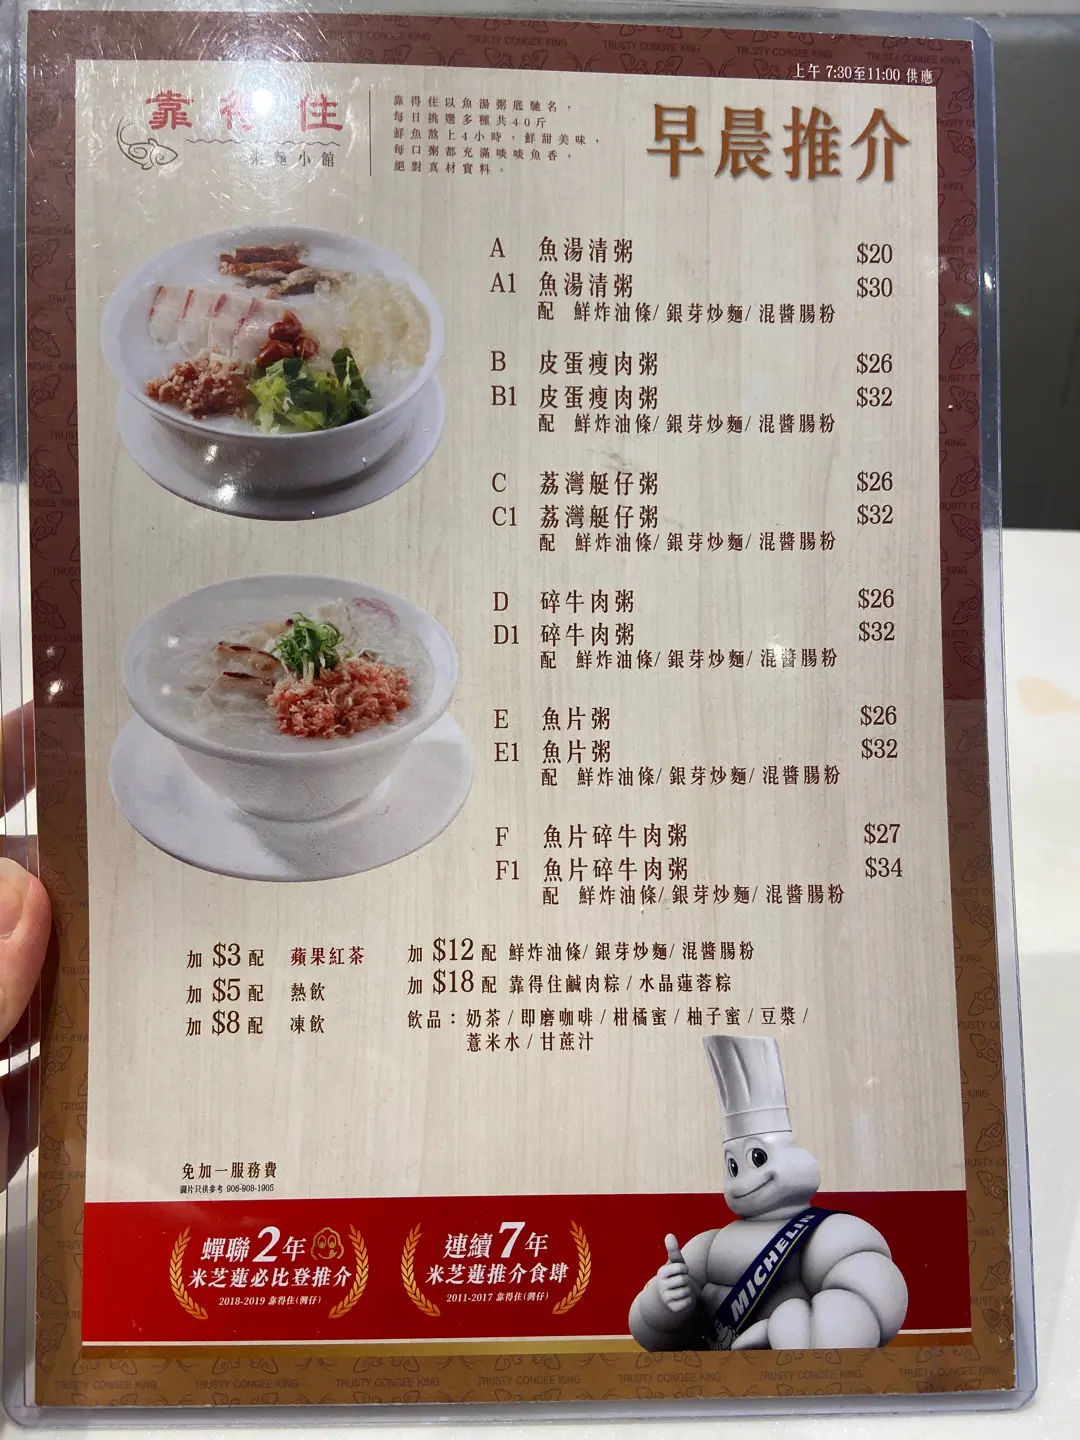 上午 7:30至11:00 供應
靠得住
粥麵小館
靠得住以魚湯粥底馳名，
每日挑選多種共40斤
鮮魚熬上4小時，鮮甜美味，
每口粥都充滿啖啖魚香，
絕對真材實料。
早晨推介
A 魚湯清粥 $20
A1 魚湯清粥 $30
配 鮮炸油條/ 銀芽炒麵/ 混醬腸粉
B 皮蛋瘦肉粥 $26
B1 皮蛋瘦肉粥 $32
配 鮮炸油條/ 銀芽炒麵/ 混醬腸粉
C 荔灣艇仔粥 $26
C1 荔灣艇仔粥 $32
配 鮮炸油條/ 銀芽炒麵/ 混醬腸粉
D 碎牛肉粥 $26
D1 碎牛肉粥 $32
配 鮮炸油條/ 銀芽炒麵/ 混醬腸粉
E 魚片粥 $26
E1 魚片粥 $32
配 鮮炸油條/ 銀芽炒麵/ 混醬腸粉
F 魚片碎牛肉粥 $27
F1 魚片碎牛肉粥 $34
配 鮮炸油條/ 銀芽炒麵/ 混醬腸粉
加 $3 配 蘋果紅茶
加 $5 配 熱飲
加 $8 配 凍飲
加 $12 配 鮮炸油條/ 銀芽炒麵/ 混醬腸粉
加 $18 配 靠得住鹹肉粽 / 水晶蓮蓉粽
飲品：奶茶 / 即磨咖啡 / 柑橘蜜 / 柚子蜜 / 豆漿 /
薏米水 / 甘蔗汁
免加一服務費
圖片只供參考 906-908-1905
蟬聯2年
米芝蓮必比登推介
2018-2019 靠得住(灣仔)
連續7年
米芝蓮推介食肆
2011-2017 靠得住(灣仔)
MICHELIN
TRUSTY CONGEE KING